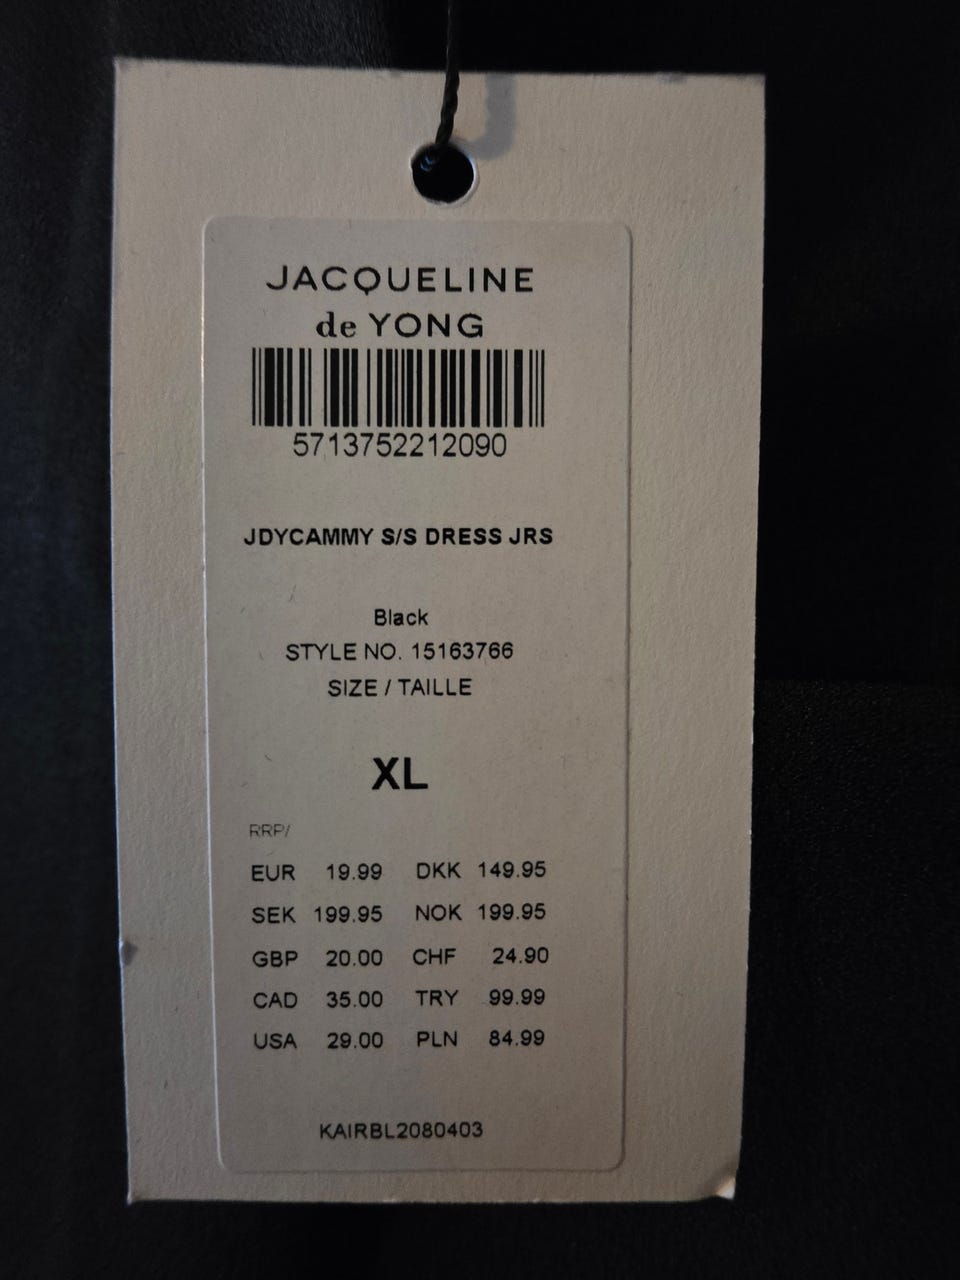 JACQUELINE
de YONG
5713752212090
JDYCAMMY S/S DRESS JRS
Black
STYLE NO. 15163766
SIZE / TAILLE
XL
RRP/
EUR 19.99 DKK 149.95
SEK 199.95 NOK 199.95
GBP 20.00 CHF 24.90
CAD 35.00 TRY 99.99
USA 29.00 PLN 84.99
KAIRBL2080403